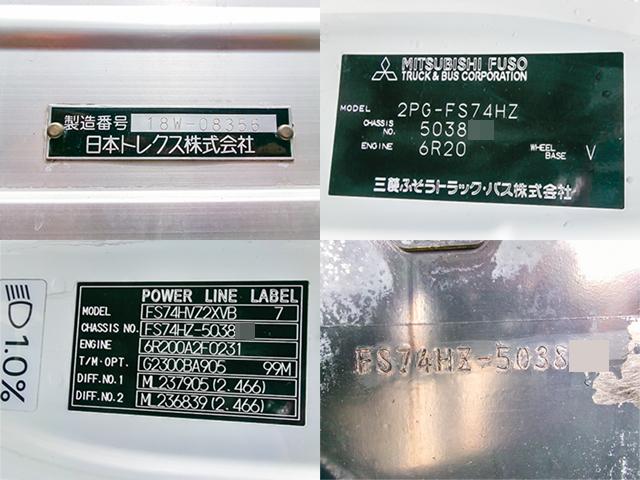 製造番号 18W-08356
日本トレクス株式会社
MITSUBISHI FUSO
TRUCK & BUS CORPORATION
MODEL 2PG-FS74HZ
CHASSIS NO. 5038
ENGINE 6R20 WHEEL BASE V
三菱ふそうトラック・バス株式会社
1.0%
POWER LINE LABEL
MODEL FS74HVZ2XVB 7
CHASSIS NO. FS74HZ-5038
ENGINE 6R200A2F0231
T/M・OPT. G230CBA905 99M
DIFF.NO.1 M 237905 (2.466)
DIFF.NO.2 M 236839 (2.466)
FS74HZ-5038